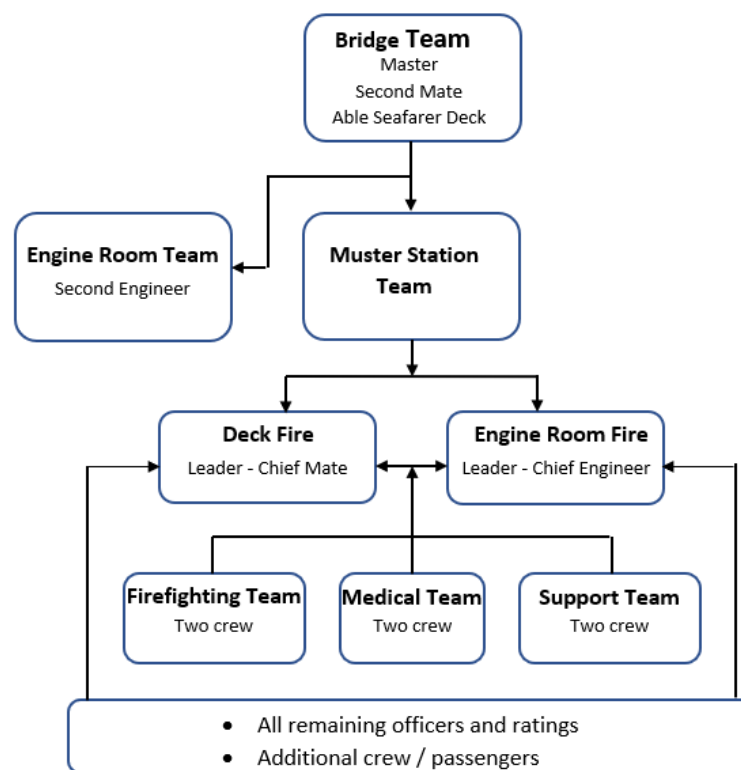 Bridge Team
Master
Second Mate
Able Seafarer Deck
Engine Room Team
Second Engineer
Muster Station
Team
Deck Fire
Leader - Chief Mate
Engine Room Fire
Leader - Chief Engineer
Firefighting Team
Two crew
Medical Team
Two crew
Support Team
Two crew
• All remaining officers and ratings
• Additional crew / passengers